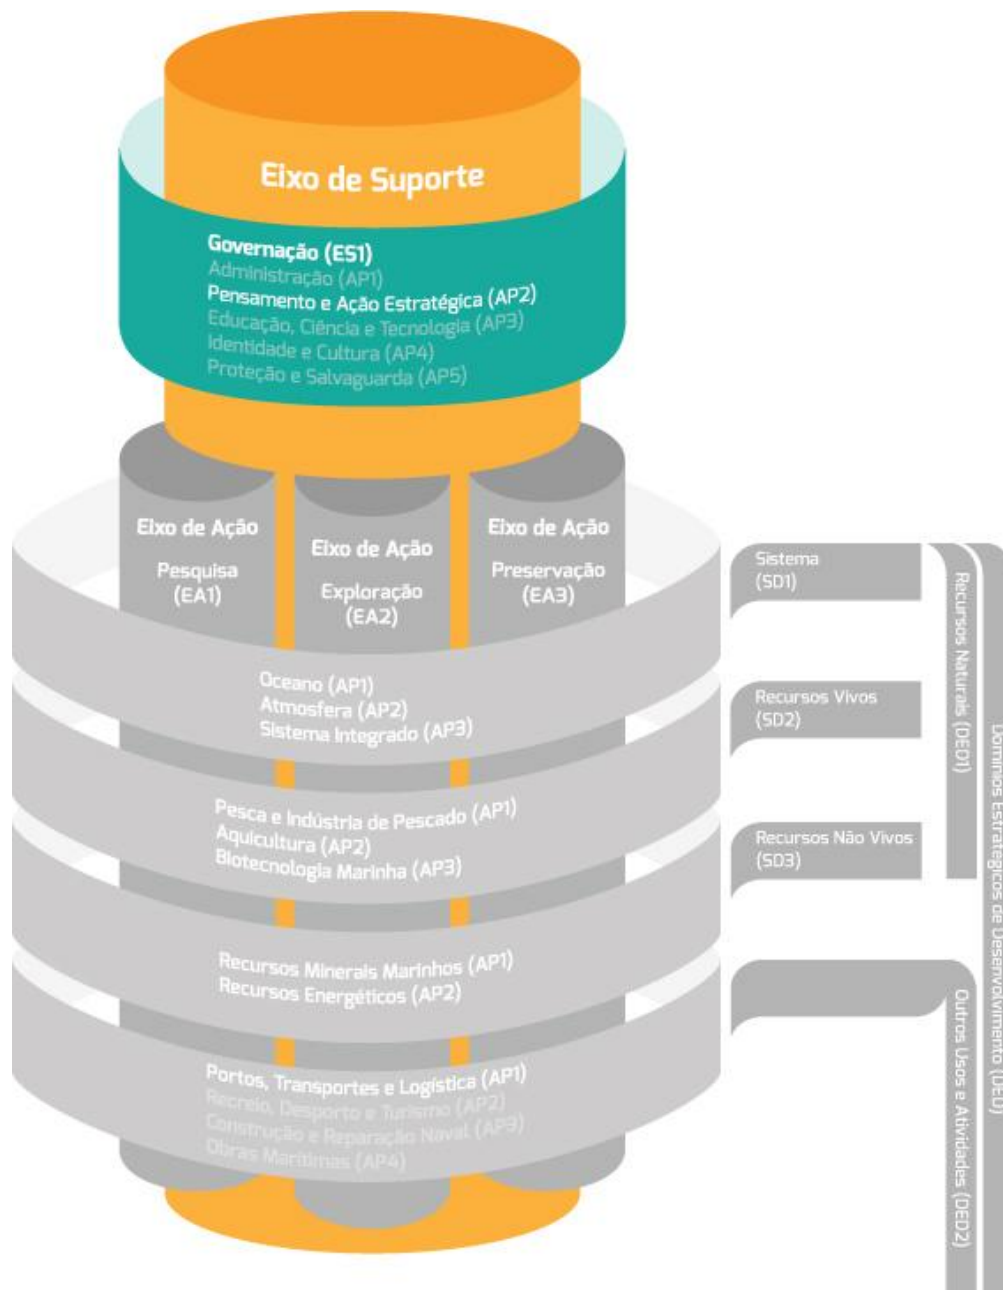 Eixo de Suporte
Governação (ES1)
Administração (AP1)
Pensamento e Ação Estratégica (AP2)
Educação, Ciência e Tecnologia (AP3)
Identidade e Cultura (AP4)
Proteção e Salvaguarda (AP5)
Eixo de Ação
Pesquisa
(EA1)
Eixo de Ação
Exploração
(EA2)
Eixo de Ação
Preservação
(EA3)
Oceano (AP1)
Atmosfera (AP2)
Sistema Integrado (AP3)
Sistema
(SD1)
Pesca e Indústria de Pescado (AP1)
Aquicultura (AP2)
Biotecnologia Marinha (AP3)
Recursos Vivos
(SD2)
Recursos Minerais Marinhos (AP1)
Recursos Energéticos (AP2)
Recursos Não Vivos
(SD3)
Portos, Transportes e Logística (AP1)
Recreio, Desporto e Turismo (AP2)
Construção e Reparação Naval (AP3)
Obras Marítimas (AP4)
Recursos Naturais (DED1)
Outros Usos e Atividades (DED2)
Domínios Estratégicos de Desenvolvimento (DED)